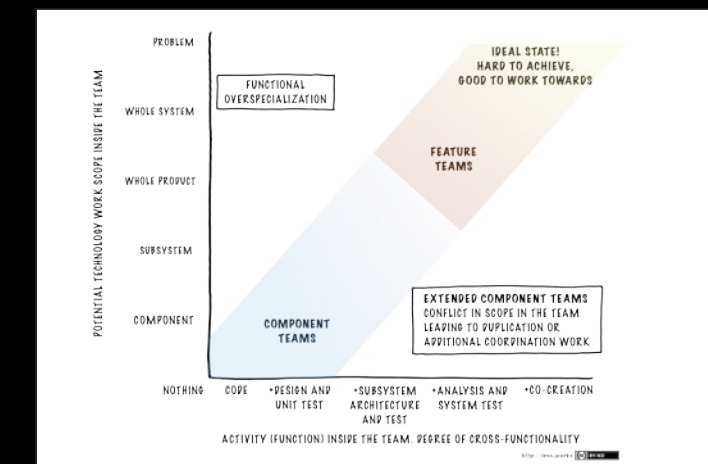 PROBLEM
WHOLE SYSTEM
WHOLE PRODUCT
SUBSYSTEM
COMPONENT
POTENTIAL TECHNOLOGY WORK SCOPE INSIDE THE TEAM
FUNCTIONAL
OVERSPECIALIZATION
IDEAL STATE!
HARD TO ACHIEVE,
GOOD TO WORK TOWARDS
FEATURE
TEAMS
COMPONENT
TEAMS
EXTENDED COMPONENT TEAMS
CONFLICT IN SCOPE IN THE TEAM
LEADING TO DUPLICATION OR
ADDITIONAL COORDINATION WORK
NOTHING
CODE
+DESIGN AND
UNIT TEST
+SUBSYSTEM
ARCHITECTURE
AND TEST
+ANALYSIS AND
SYSTEM TEST
+CO-CREATION
ACTIVITY (FUNCTION) INSIDE THE TEAM. DEGREE OF CROSS-FUNCTIONALITY